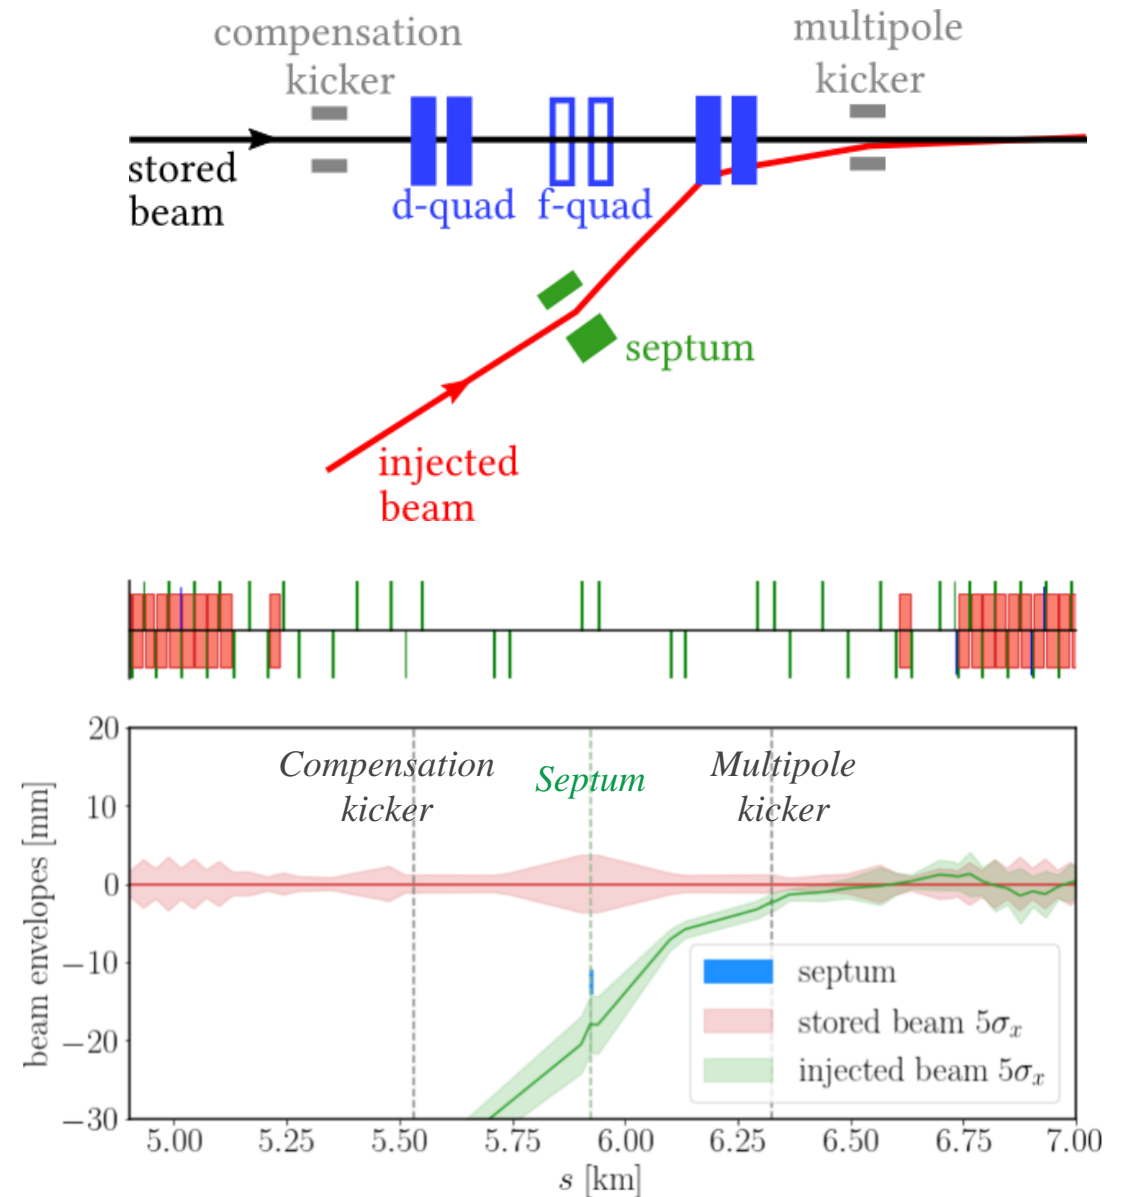 compensation
kicker
multipole
kicker
stored
beam
d-quad f-quad
septum
injected
beam
20
10
0
−10
−20
−30
beam envelopes [mm]
Compensation
kicker
Septum
Multipole
kicker
septum
stored beam 5σx
injected beam 5σx
5.00 5.25 5.50 5.75 6.00 6.25 6.50 6.75 7.00
s [km]